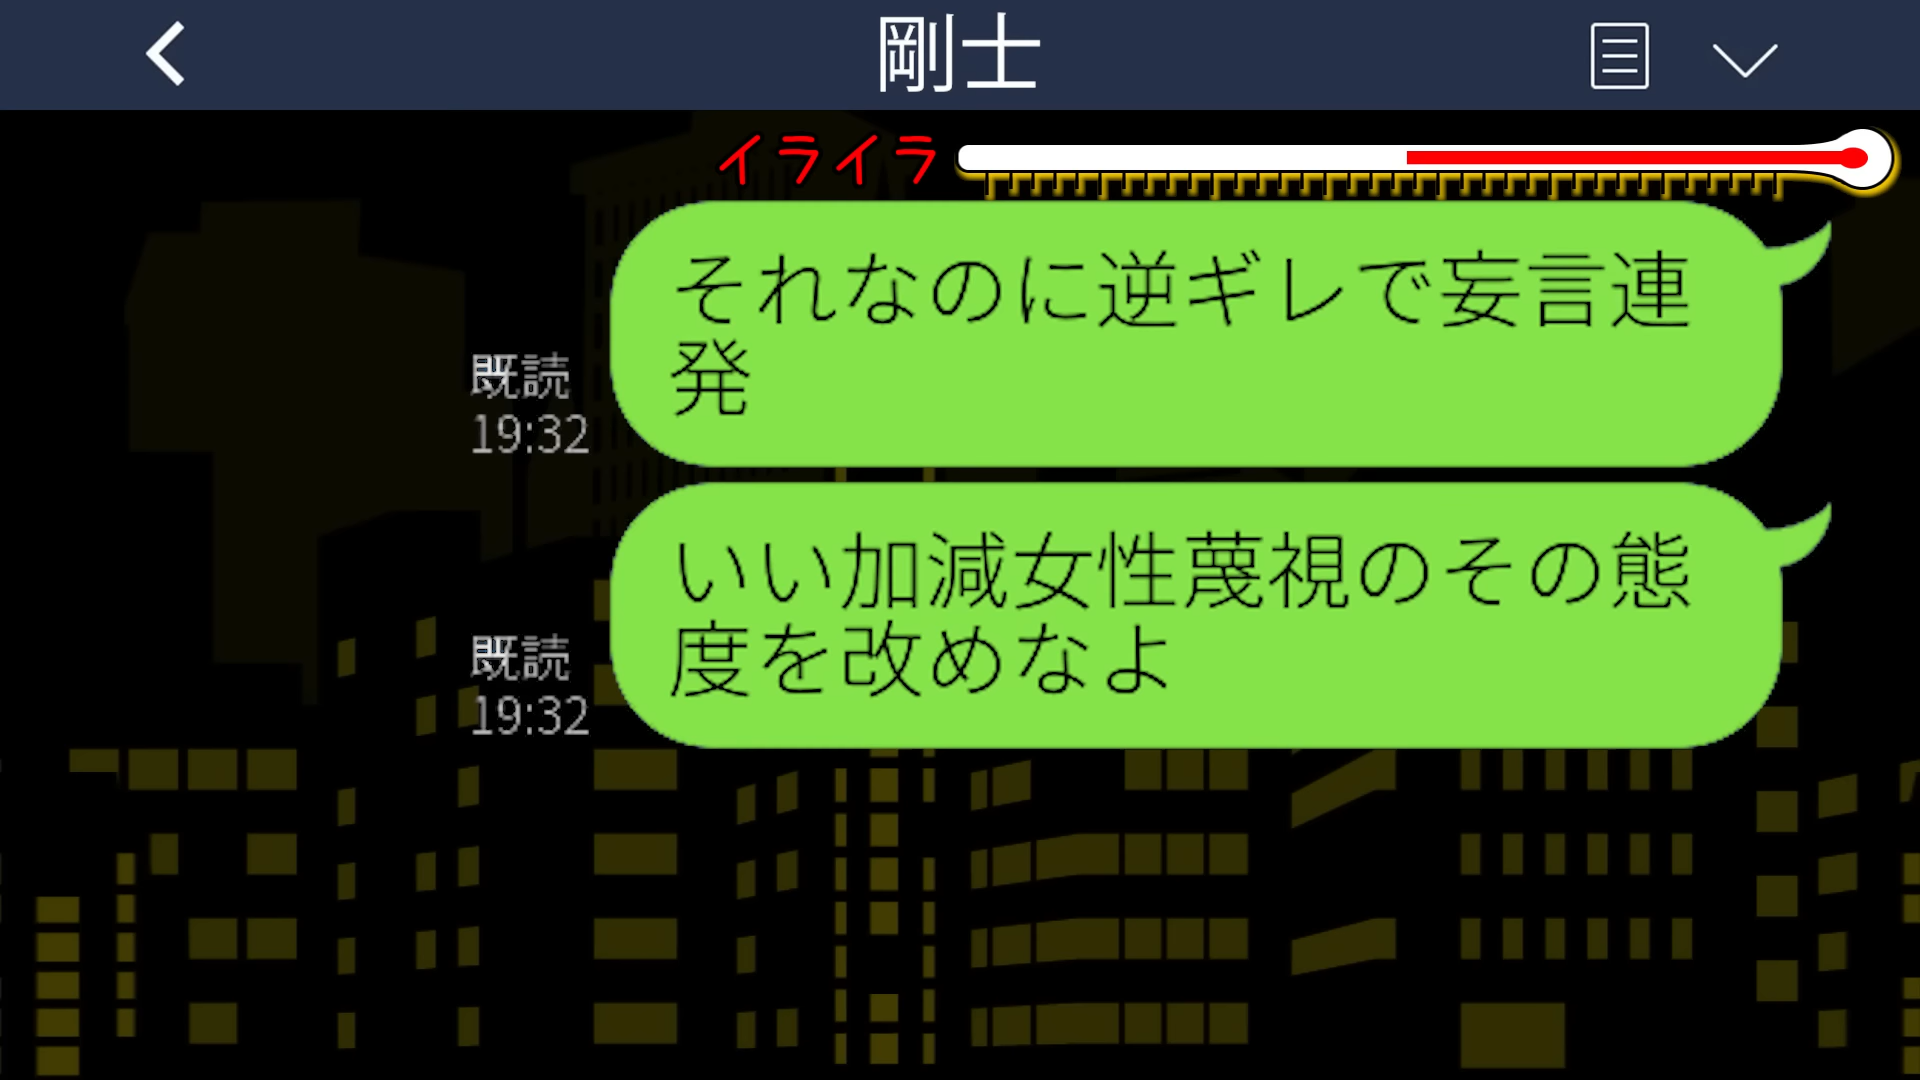 剛士
イライラ
それなのに逆ギレで妄言連
発
既読
19:32
いい加減女性蔑視のその態
度を改めなよ
既読
19:32